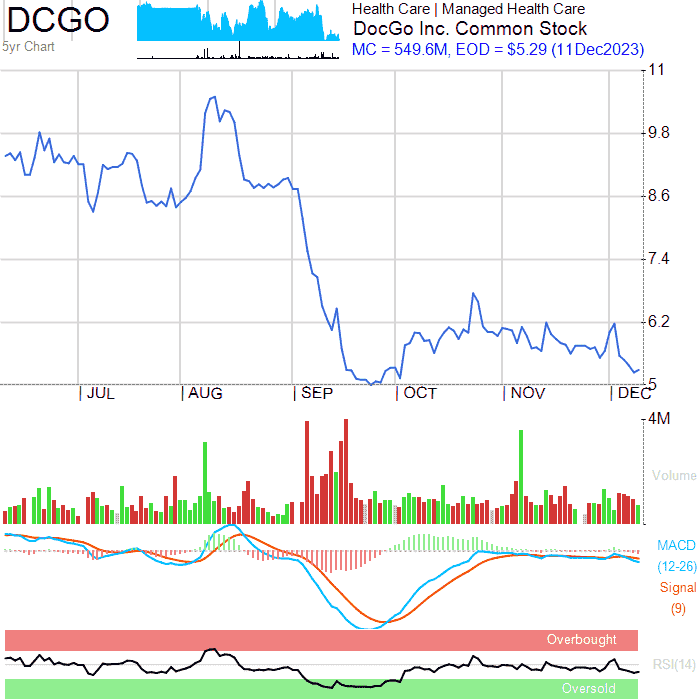 DCGO
5yr Chart
Health Care | Managed Health Care
DocGo Inc. Common Stock
MC = 549.6M, EOD = $5.29 (11Dec2023)
11
9.8
8.6
7.4
6.2
5
JUL AUG SEP OCT NOV DEC
4M
Volume
MACD
(12-26)
Signal
(9)
Overbought
RSI(14)
Oversold